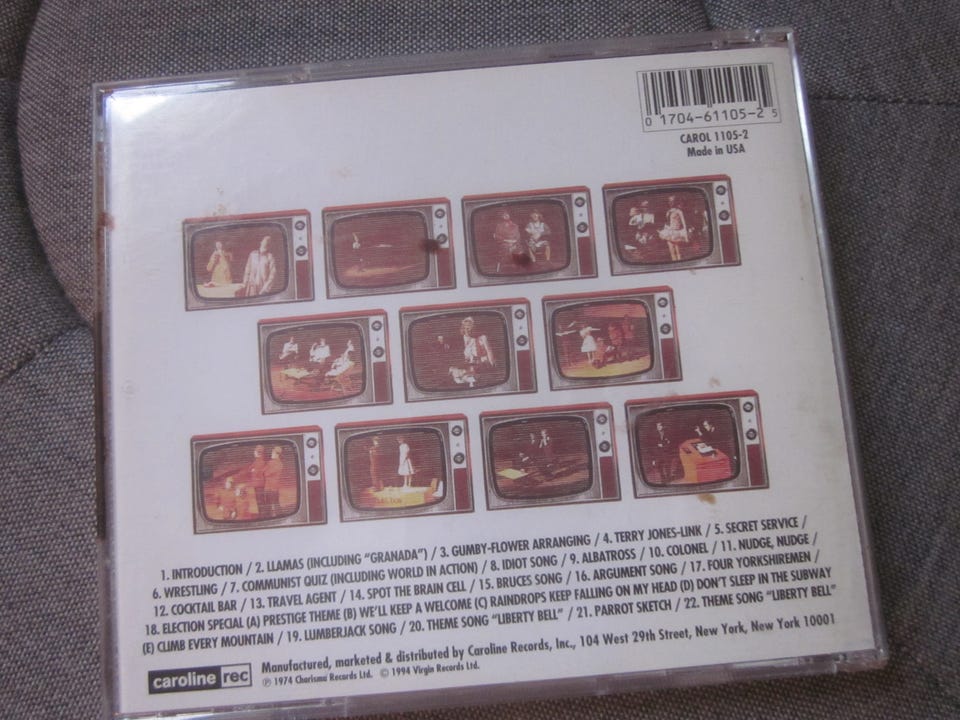 0 1704-61105-2 5
CAROL 1105-2
Made in USA
1. INTRODUCTION / 2. LLAMAS (INCLUDING "GRANADA") / 3. GUMBY-FLOWER ARRANGING / 4. TERRY JONES-LINK / 5. SECRET SERVICE /
6. WRESTLING / 7. COMMUNIST QUIZ (INCLUDING WORLD IN ACTION) / 8. IDIOT SONG / 9. ALBATROSS / 10. COLONEL / 11. NUDGE, NUDGE /
12. COCKTAIL BAR / 13. TRAVEL AGENT / 14. SPOT THE BRAIN CELL / 15. BRUCES SONG / 16. ARGUMENT SONG / 17. FOUR YORKSHIREMEN /
18. ELECTION SPECIAL (A) PRESTIGE THEME (B) WE'LL KEEP A WELCOME (C) RAINDROPS KEEP FALLING ON MY HEAD (D) DON'T SLEEP IN THE SUBWAY
(E) CLIMB EVERY MOUNTAIN / 19. LUMBERJACK SONG / 20. THEME SONG "LIBERTY BELL" / 21. PARROT SKETCH / 22. THEME SONG "LIBERTY BELL"
caroline rec
Manufactured, marketed & distributed by Caroline Records, Inc., 104 West 29th Street, New York, New York 10001
℗ 1974 Charisma Records Ltd. © 1994 Virgin Records Ltd.